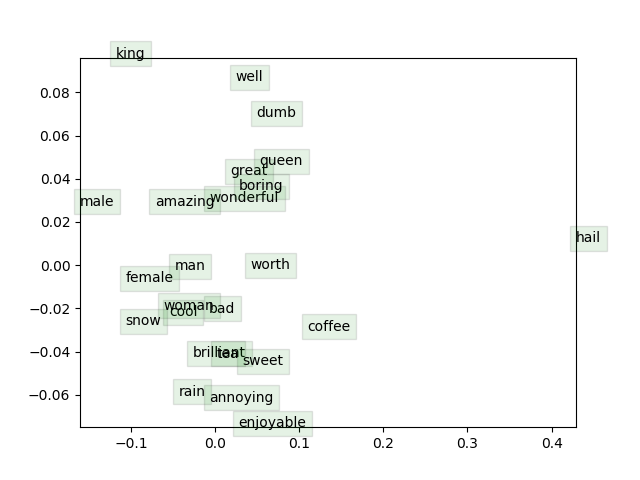 king
well
0.08
dumb
0.06
queen
great
0.04
boring
wonderful
male
amazing
0.02
hail
0.00
man
worth
female
−0.02
woman
cool
bad
snow
coffee
−0.04
brilliant
tea
sweet
−0.06
rain
annoying
enjoyable
−0.1 0.0 0.1 0.2 0.3 0.4